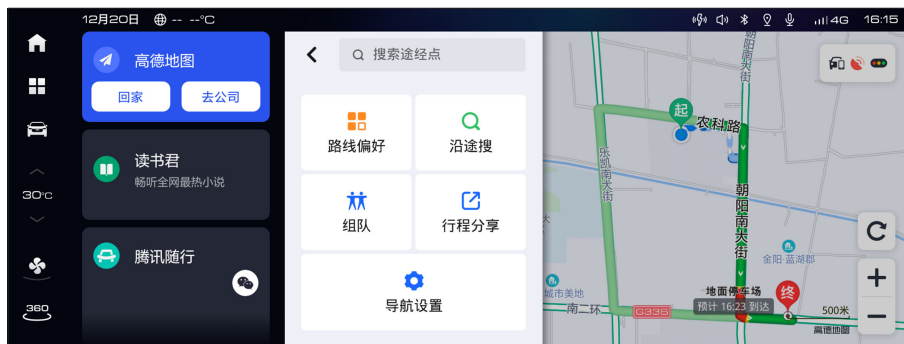 12月20日 -- --°C
4G 16:15
30°C
360
高德地图
回家 去公司
读书君
畅听全网最热小说
腾讯随行
搜索途经点
路线偏好 沿途搜
组队 行程分享
导航设置
朝阳南大街
起 农科路
乐凯南大街
朝阳南大街
金阳·蓝湖郡
城市美地
地面停车场 终
预计 16:23 到达
南二环 G336
500米
高德地图